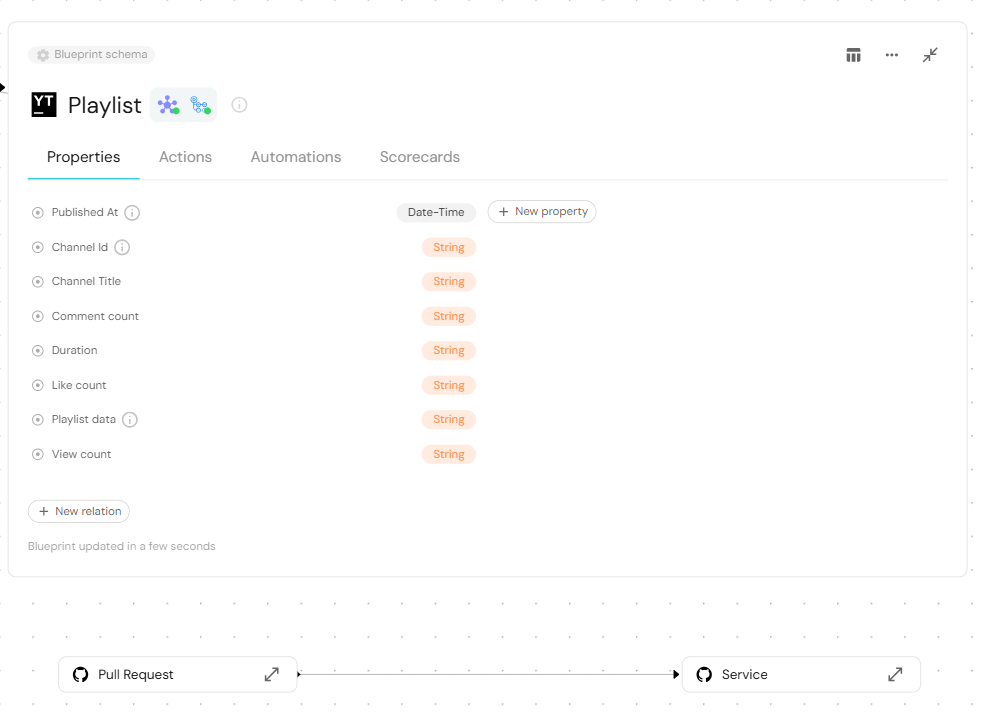 Blueprint schema
YT Playlist
Properties Actions Automations Scorecards
Published At Date-Time + New property
Channel Id String
Channel Title String
Comment count String
Duration String
Like count String
Playlist data String
View count String
+ New relation
Blueprint updated in a few seconds
Pull Request Service